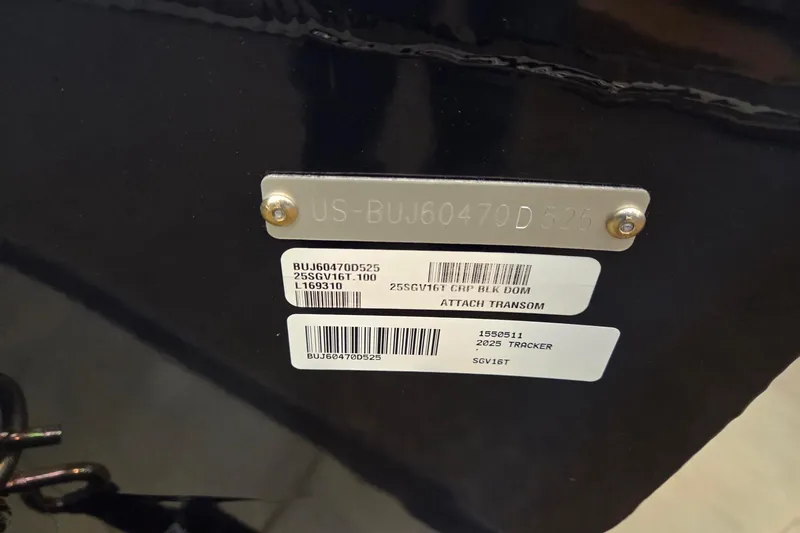 US-BUJ60470D525
BUJ60470D525
25SGV16T.100
L169310
25SGV16T CRP BLK DOM
ATTACH TRANSOM
BUJ60470D525
1550511
2025 TRACKER
SGV16T